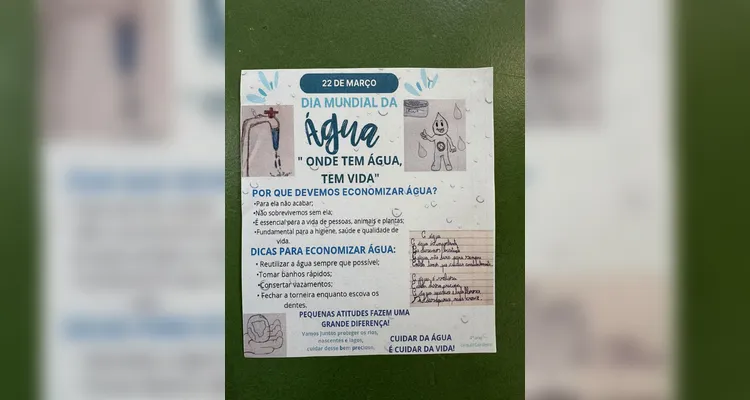 22 DE MARÇO
DIA MUNDIAL DA
Água
" ONDE TEM ÁGUA,
TEM VIDA"
POR QUE DEVEMOS ECONOMIZAR ÁGUA?
•Para ela não acabar;
•Não sobrevivemos sem ela;
•É essencial para a vida de pessoas, animais e plantas;
•Fundamental para a higiene, saúde e qualidade de
vida.
DICAS PARA ECONOMIZAR ÁGUA:
• Reutilizar a água sempre que possível;
•Tomar banhos rápidos;
•Consertar vazamentos;
• Fechar a torneira enquanto escova os
dentes.
PEQUENAS ATITUDES FAZEM UMA
GRANDE DIFERENÇA!
Vamos juntos proteger os rios,
nascentes e lagos,
cuidar desse bem precioso.
CUIDAR DA ÁGUA
É CUIDAR DA VIDA!